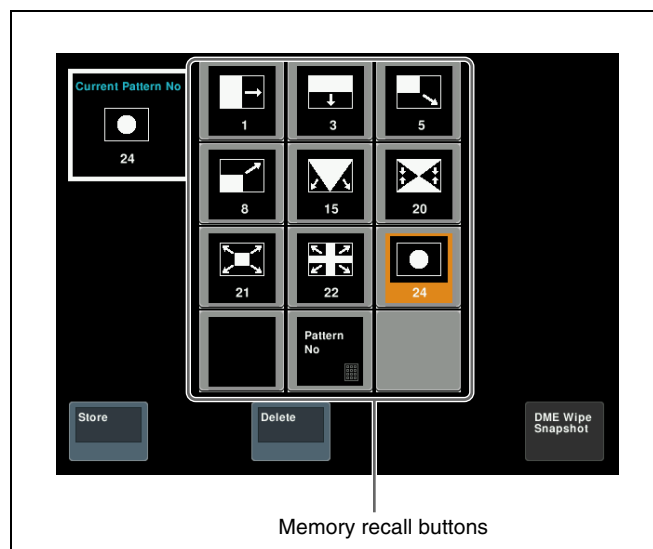 Current Pattern No
24
1
3
5
8
15
20
21
22
24
Pattern
No
Store
Delete
DME Wipe
Snapshot
Memory recall buttons